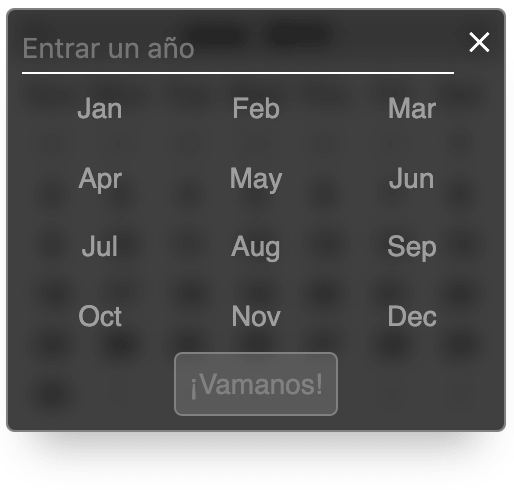 Entrar un año
Jan Feb Mar
Apr May Jun
Jul Aug Sep
Oct Nov Dec
¡Vamanos!